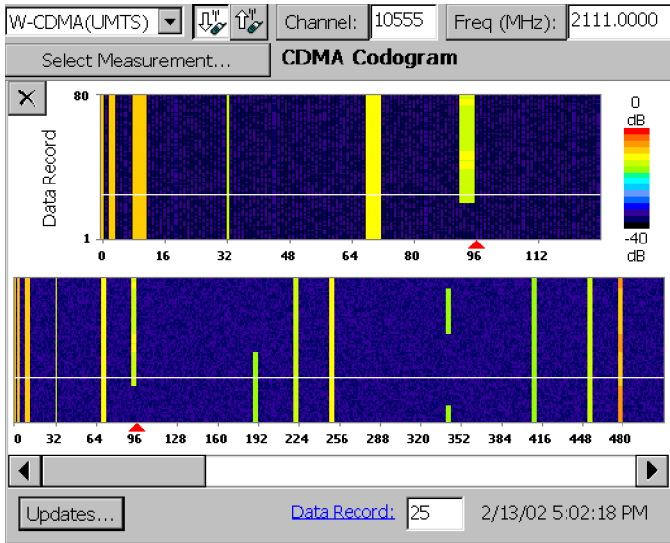 W-CDMA(UMTS) Channel: 10555 Freq (MHz): 2111.0000
Select Measurement... CDMA Codogram
80
Data Record
1
0 16 32 48 64 80 96 112
0
dB
-40
dB
0 32 64 96 128 160 192 224 256 288 320 352 384 416 448 480
Updates... Data Record: 25 2/13/02 5:02:18 PM